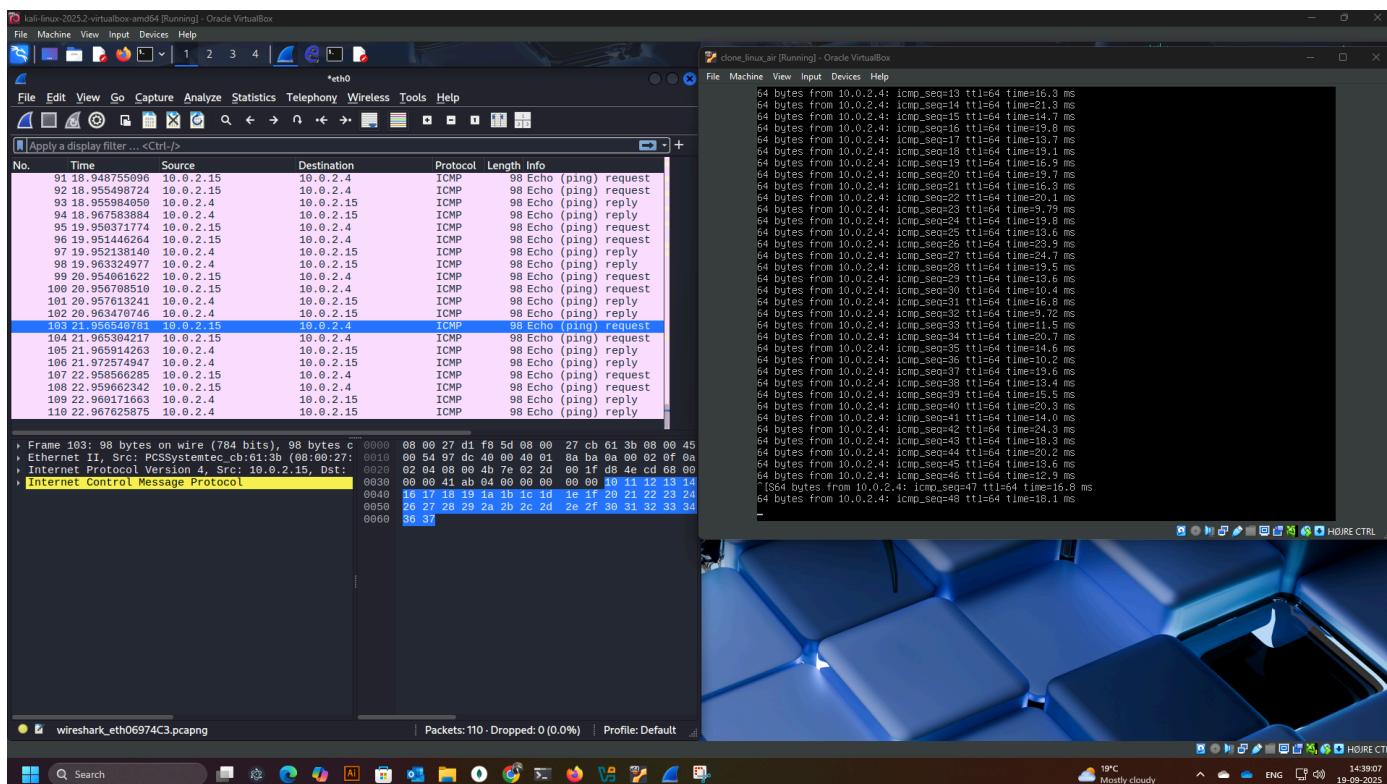 kali-linux-2025.2-virtualbox-amd64 [Running] - Oracle VirtualBox
File Machine View Input Devices Help
1 2 3 4
*eth0
File Edit View Go Capture Analyze Statistics Telephony Wireless Tools Help
Apply a display filter ... <Ctrl-/>
No. Time Source Destination Protocol Length Info
91 18.948755096 10.0.2.15 10.0.2.4 ICMP 98 Echo (ping) request
92 18.955498724 10.0.2.15 10.0.2.4 ICMP 98 Echo (ping) request
93 18.955984050 10.0.2.4 10.0.2.15 ICMP 98 Echo (ping) reply
94 18.967583884 10.0.2.4 10.0.2.15 ICMP 98 Echo (ping) reply
95 19.950371774 10.0.2.15 10.0.2.4 ICMP 98 Echo (ping) request
96 19.951446264 10.0.2.15 10.0.2.4 ICMP 98 Echo (ping) request
97 19.952138140 10.0.2.4 10.0.2.15 ICMP 98 Echo (ping) reply
98 19.963324977 10.0.2.4 10.0.2.15 ICMP 98 Echo (ping) reply
99 20.954061622 10.0.2.15 10.0.2.4 ICMP 98 Echo (ping) request
100 20.956708510 10.0.2.15 10.0.2.4 ICMP 98 Echo (ping) request
101 20.957613241 10.0.2.4 10.0.2.15 ICMP 98 Echo (ping) reply
102 20.963470746 10.0.2.4 10.0.2.15 ICMP 98 Echo (ping) reply
103 21.956540781 10.0.2.15 10.0.2.4 ICMP 98 Echo (ping) request
104 21.965304217 10.0.2.15 10.0.2.4 ICMP 98 Echo (ping) request
105 21.965914263 10.0.2.4 10.0.2.15 ICMP 98 Echo (ping) reply
106 21.972574947 10.0.2.4 10.0.2.15 ICMP 98 Echo (ping) reply
107 22.958566285 10.0.2.15 10.0.2.4 ICMP 98 Echo (ping) request
108 22.959662342 10.0.2.15 10.0.2.4 ICMP 98 Echo (ping) request
109 22.960171663 10.0.2.4 10.0.2.15 ICMP 98 Echo (ping) reply
110 22.967625875 10.0.2.4 10.0.2.15 ICMP 98 Echo (ping) reply
Frame 103: 98 bytes on wire (784 bits), 98 bytes c
Ethernet II, Src: PCSSystemtec_cb:61:3b (08:00:27:
Internet Protocol Version 4, Src: 10.0.2.15, Dst:
Internet Control Message Protocol
0000 08 00 27 d1 f8 5d 08 00 27 cb 61 3b 08 00 45
0010 00 54 97 dc 40 00 40 01 8a ba 0a 00 02 0f 0a
0020 02 04 08 00 4b 7e 02 2d 00 1f d8 4e cd 68 00
0030 00 00 41 ab 04 00 00 00 00 00 10 11 12 13 14
0040 16 17 18 19 1a 1b 1c 1d 1e 1f 20 21 22 23 24
0050 26 27 28 29 2a 2b 2c 2d 2e 2f 30 31 32 33 34
0060 36 37
wireshark_eth06974C3.pcapng
Packets: 110 · Dropped: 0 (0.0%)
Profile: Default
clone_linux_air [Running] - Oracle VirtualBox
File Machine View Input Devices Help
64 bytes from 10.0.2.4: icmp_seq=13 ttl=64 time=16.3 ms
64 bytes from 10.0.2.4: icmp_seq=14 ttl=64 time=21.3 ms
64 bytes from 10.0.2.4: icmp_seq=15 ttl=64 time=14.7 ms
64 bytes from 10.0.2.4: icmp_seq=16 ttl=64 time=19.8 ms
64 bytes from 10.0.2.4: icmp_seq=17 ttl=64 time=13.7 ms
64 bytes from 10.0.2.4: icmp_seq=18 ttl=64 time=19.1 ms
64 bytes from 10.0.2.4: icmp_seq=19 ttl=64 time=16.9 ms
64 bytes from 10.0.2.4: icmp_seq=20 ttl=64 time=19.7 ms
64 bytes from 10.0.2.4: icmp_seq=21 ttl=64 time=16.3 ms
64 bytes from 10.0.2.4: icmp_seq=22 ttl=64 time=20.1 ms
64 bytes from 10.0.2.4: icmp_seq=23 ttl=64 time=9.79 ms
64 bytes from 10.0.2.4: icmp_seq=24 ttl=64 time=19.8 ms
64 bytes from 10.0.2.4: icmp_seq=25 ttl=64 time=13.6 ms
64 bytes from 10.0.2.4: icmp_seq=26 ttl=64 time=23.9 ms
64 bytes from 10.0.2.4: icmp_seq=27 ttl=64 time=24.7 ms
64 bytes from 10.0.2.4: icmp_seq=28 ttl=64 time=19.5 ms
64 bytes from 10.0.2.4: icmp_seq=29 ttl=64 time=13.6 ms
64 bytes from 10.0.2.4: icmp_seq=30 ttl=64 time=10.4 ms
64 bytes from 10.0.2.4: icmp_seq=31 ttl=64 time=16.8 ms
64 bytes from 10.0.2.4: icmp_seq=32 ttl=64 time=9.72 ms
64 bytes from 10.0.2.4: icmp_seq=33 ttl=64 time=11.5 ms
64 bytes from 10.0.2.4: icmp_seq=34 ttl=64 time=20.7 ms
64 bytes from 10.0.2.4: icmp_seq=35 ttl=64 time=14.6 ms
64 bytes from 10.0.2.4: icmp_seq=36 ttl=64 time=10.2 ms
64 bytes from 10.0.2.4: icmp_seq=37 ttl=64 time=19.6 ms
64 bytes from 10.0.2.4: icmp_seq=38 ttl=64 time=13.4 ms
64 bytes from 10.0.2.4: icmp_seq=39 ttl=64 time=15.5 ms
64 bytes from 10.0.2.4: icmp_seq=40 ttl=64 time=20.3 ms
64 bytes from 10.0.2.4: icmp_seq=41 ttl=64 time=14.0 ms
64 bytes from 10.0.2.4: icmp_seq=42 ttl=64 time=24.3 ms
64 bytes from 10.0.2.4: icmp_seq=43 ttl=64 time=18.3 ms
64 bytes from 10.0.2.4: icmp_seq=44 ttl=64 time=20.2 ms
64 bytes from 10.0.2.4: icmp_seq=45 ttl=64 time=13.6 ms
64 bytes from 10.0.2.4: icmp_seq=46 ttl=64 time=12.9 ms
^[S64 bytes from 10.0.2.4: icmp_seq=47 ttl=64 time=16.8 ms
64 bytes from 10.0.2.4: icmp_seq=48 ttl=64 time=18.1 ms
HØJRE CTRL
HØJRE CTI
Search
19°C
Mostly cloudy
ENG
14:39:07
19-09-2025